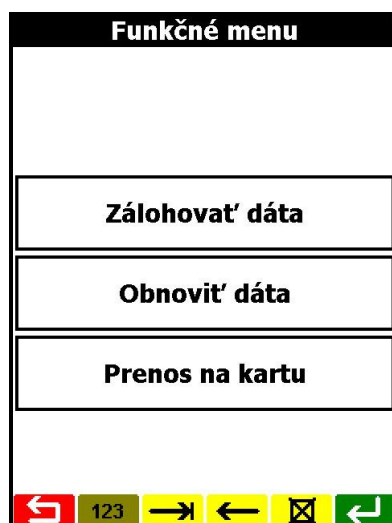 Funkčné menu
Zálohovať dáta
Obnoviť dáta
Prenos na kartu
123